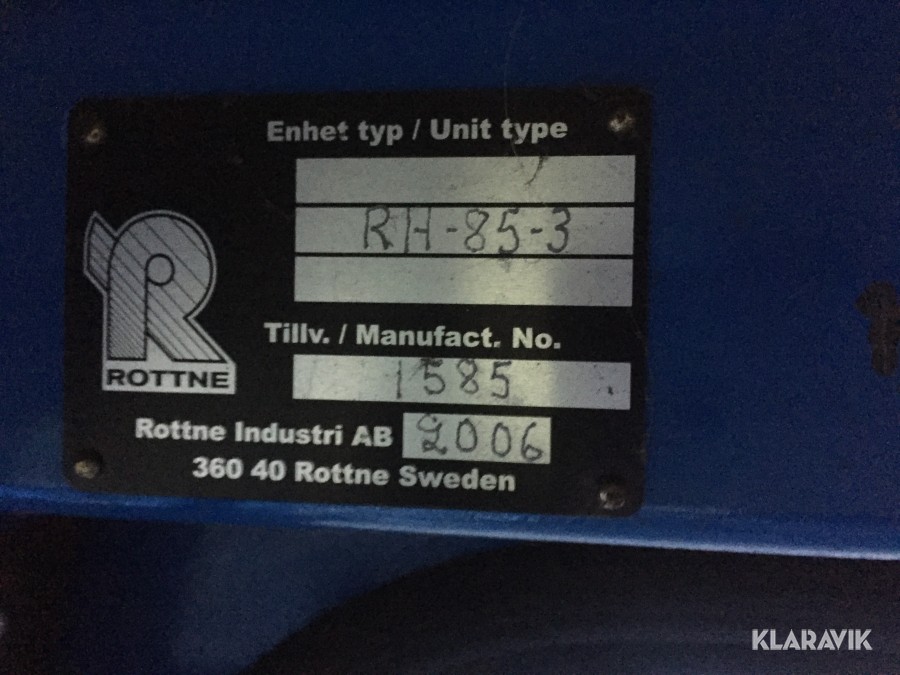 Enhet typ / Unit type
RH-85-3
Tillv. / Manufact. No.
1585
ROTTNE
Rottne Industri AB 2006
360 40 Rottne Sweden
KLARAVIK